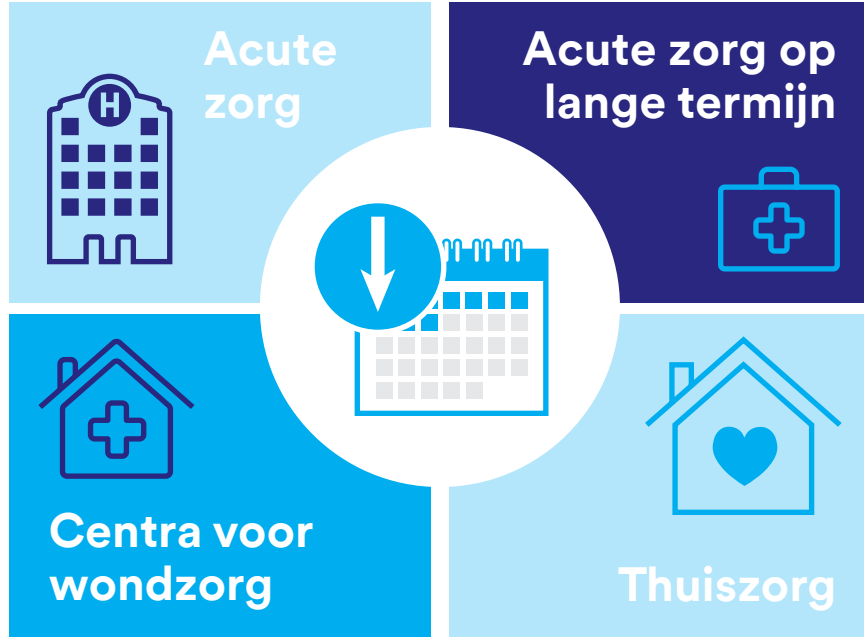 Acute
zorg
H
Acute zorg op
lange termijn
Centra voor
wondzorg
Thuiszorg